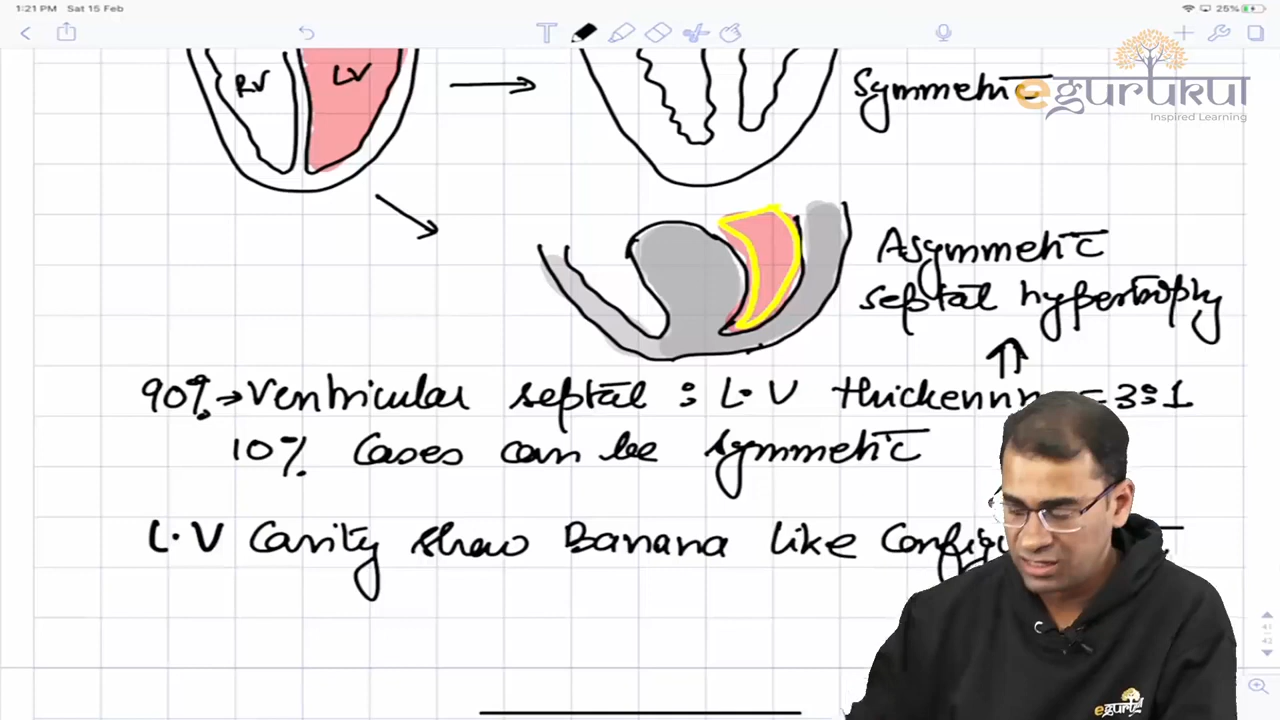 1:21 PM Sat 15 Feb
25%
RV
LV
Symmetric
egurukul
Inspired Learning
Asymmetric
septal hypertrophy
90% → Ventricular septal : L.V thickenn = 3:1
10% Cases can be symmetric
L.V Cavity show Banana like
egurukul